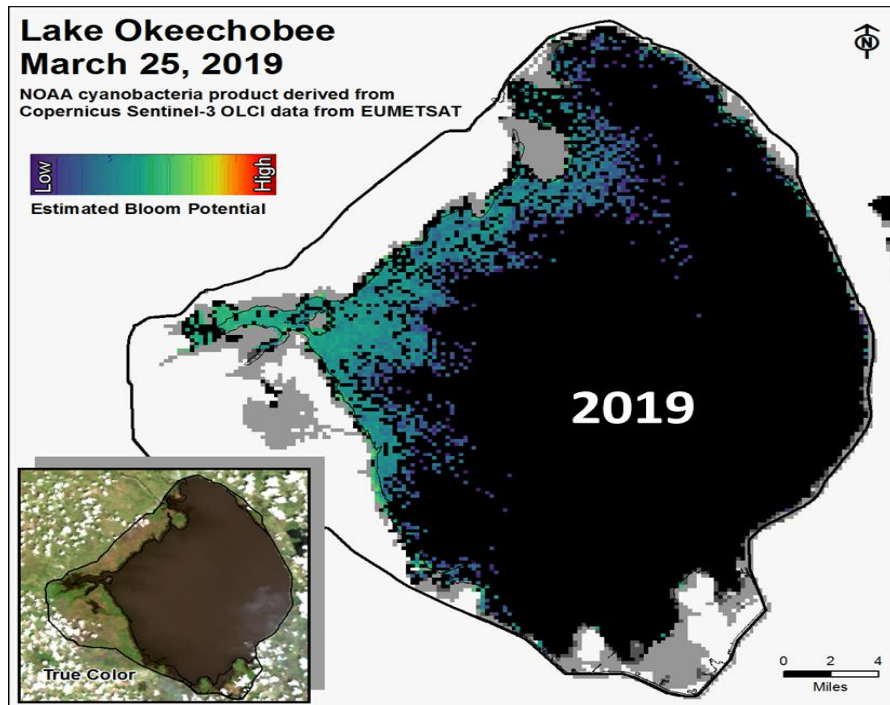 Lake Okeechobee
March 25, 2019
NOAA cyanobacteria product derived from
Copernicus Sentinel-3 OLCI data from EUMETSAT
Low
High
Estimated Bloom Potential
N
2019
True Color
0 2 4
Miles